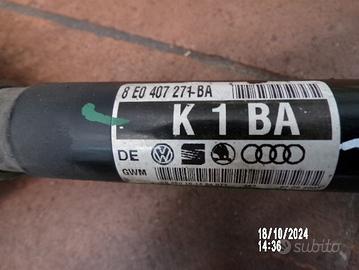 8 E0 407 271 BA
K 1 BA
DE
GWM
18/10/2024
14:36
subito